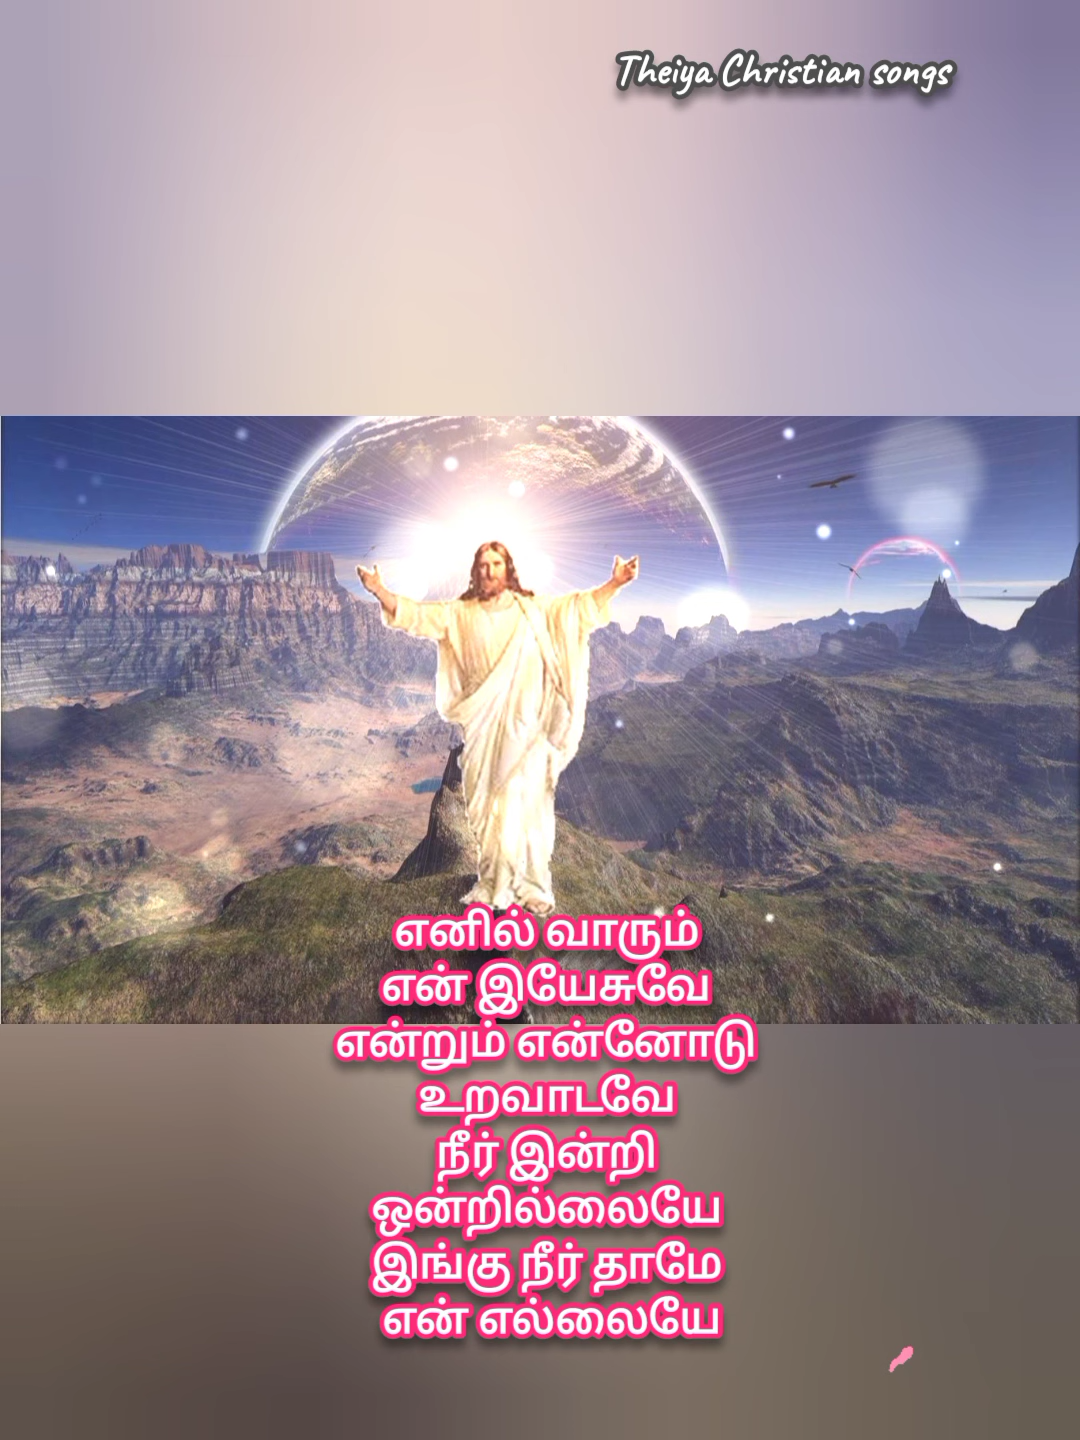 Theiya Christian songs
எனில் வாரும்
என் இயேசுவே
என்றும் என்னோடு
உறவாடவே
நீர் இன்றி
ஒன்றில்லையே
இங்கு நீர் தாமே
என் எல்லையே